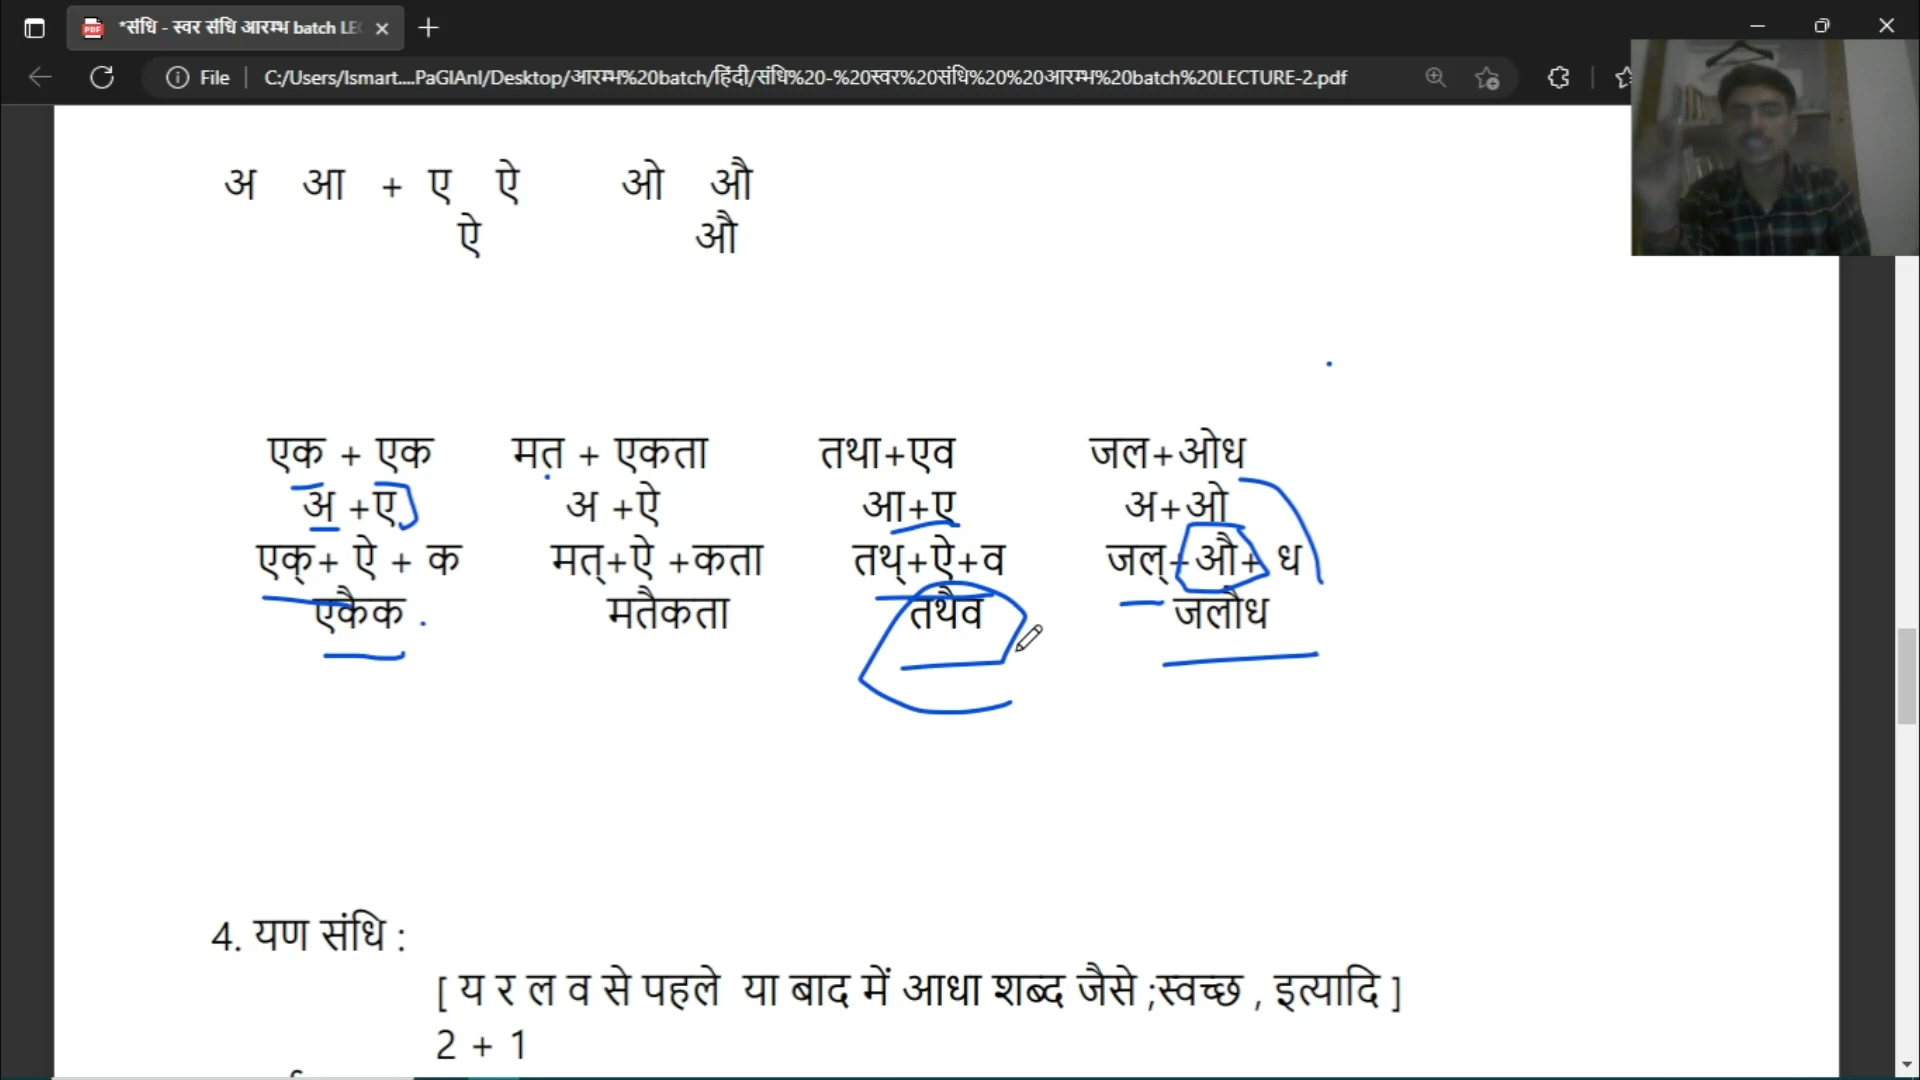 *संधि - स्वर संधि आरम्भ batch LE
File C:/Users/Ismart....PaGlAnI/Desktop/आरम्भ%20batch/हिंदी/संधि%20-%20स्वर%20संधि%20%20आरम्भ%20batch%20LECTURE-2.pdf
अ आ + ए ऐ ओ औ
ऐ औ
एक + एक मत + एकता तथा+एव जल+ओध
अ +ए अ +ऐ आ+ए अ+ओ
एक्+ ऐ + क मत्+ऐ +कता तथ्+ऐ+व जल्+औ+ ध
एकैक मतैकता तथैव जलौध
4. यण संधि :
[ य र ल व से पहले या बाद में आधा शब्द जैसे ;स्वच्छ , इत्यादि ]
2 + 1